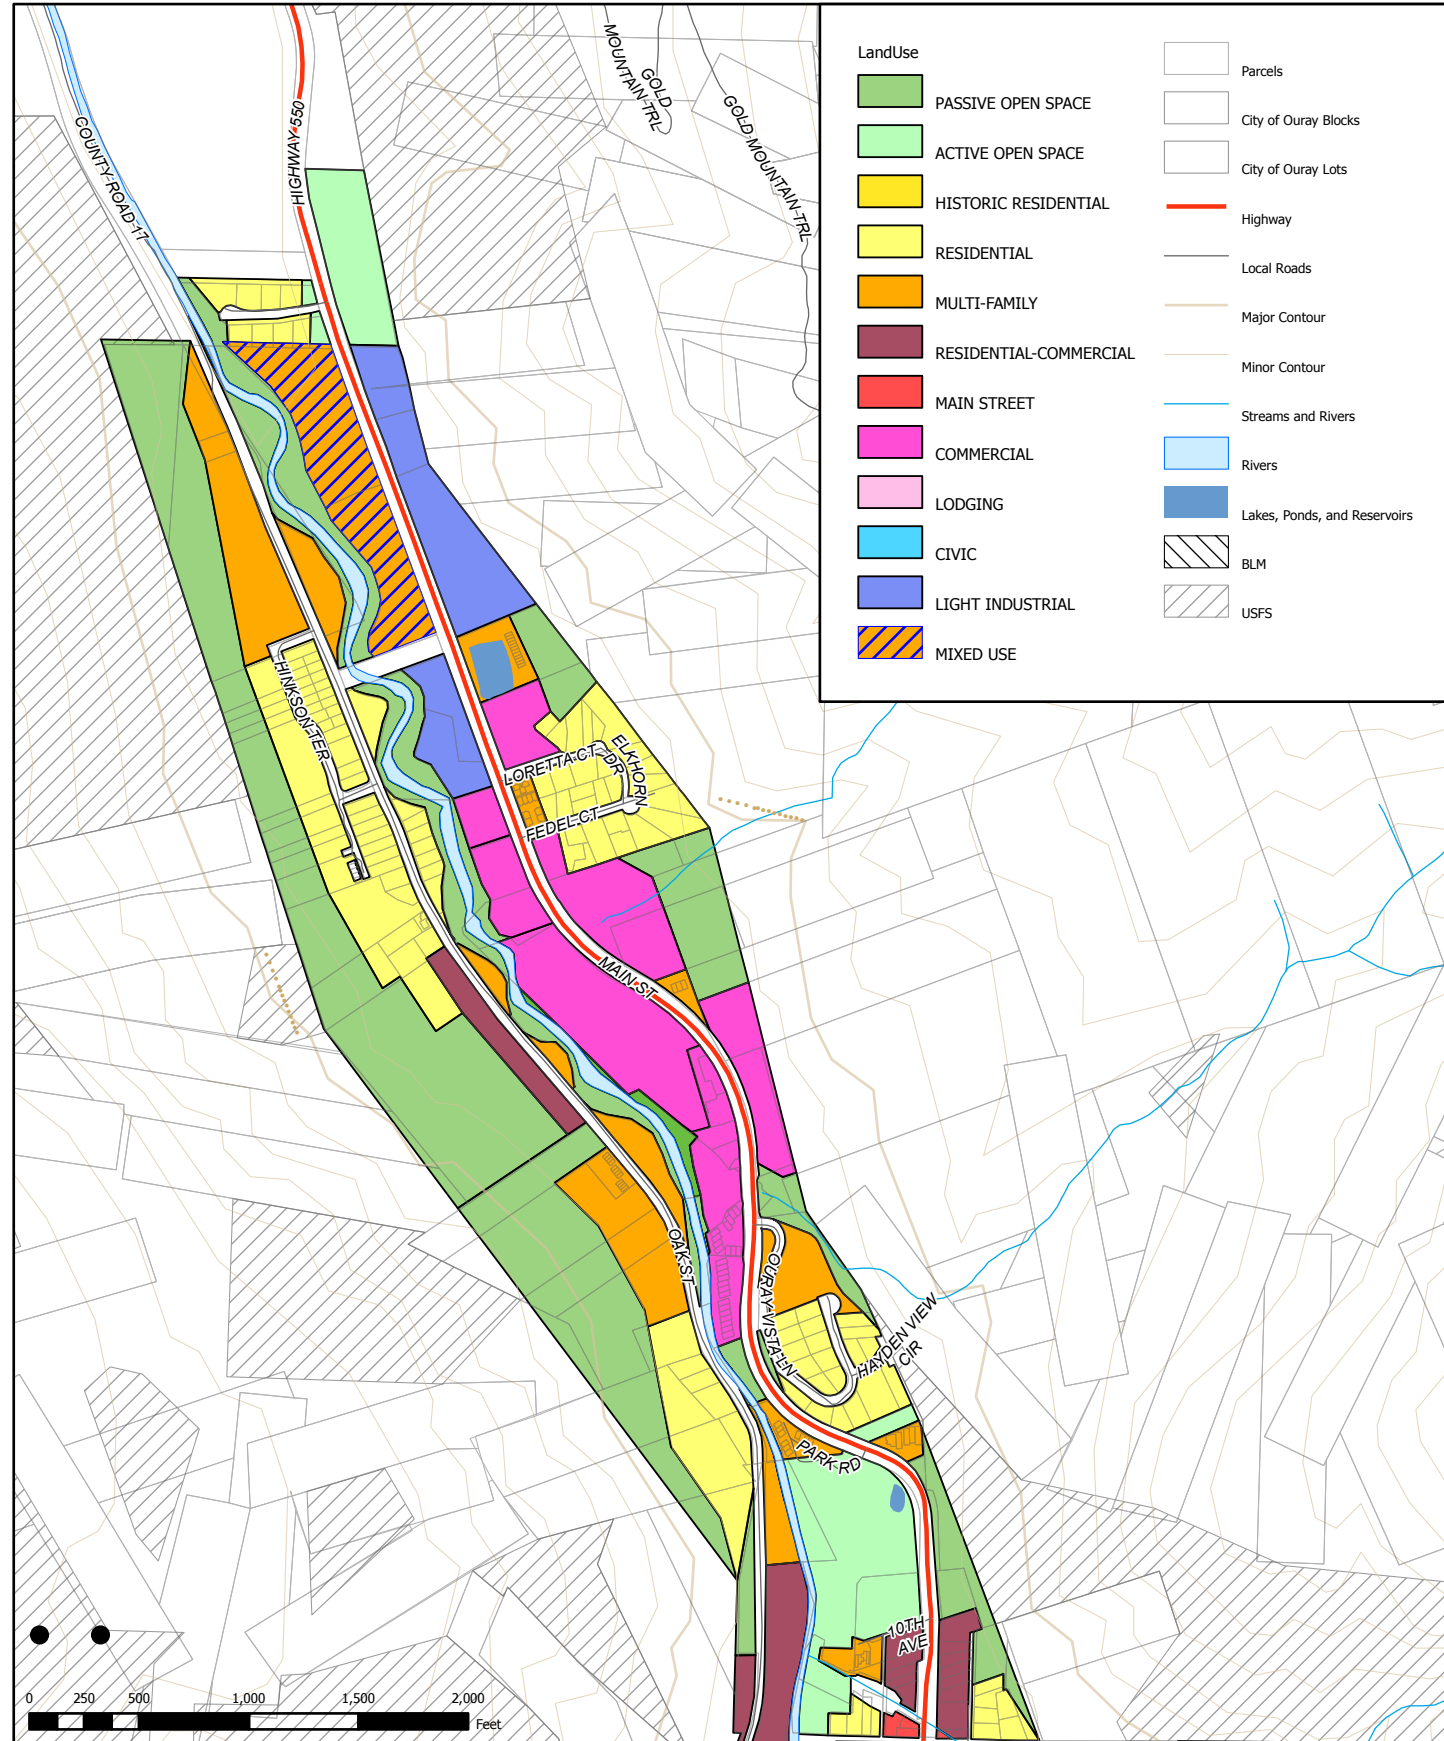 LandUse
PASSIVE OPEN SPACE
ACTIVE OPEN SPACE
HISTORIC RESIDENTIAL
RESIDENTIAL
MULTI-FAMILY
RESIDENTIAL-COMMERCIAL
MAIN STREET
COMMERCIAL
LODGING
CIVIC
LIGHT INDUSTRIAL
MIXED USE
Parcels
City of Ouray Blocks
City of Ouray Lots
Highway
Local Roads
Major Contour
Minor Contour
Streams and Rivers
Rivers
Lakes, Ponds, and Reservoirs
BLM
USFS
GOLD
MOUNTAIN TRL
GOLD MOUNTAIN TRL
COUNTY ROAD 17
HIGHWAY 550
HINKSON TER
LORETTA CT
ELKHORN
DR
FEDEL CT
MAIN ST
OAK ST
OURAY VISTA LN
HAYDEN VIEW
CIR
PARK RD
10TH
AVE
0 250 500 1,000 1,500 2,000
Feet